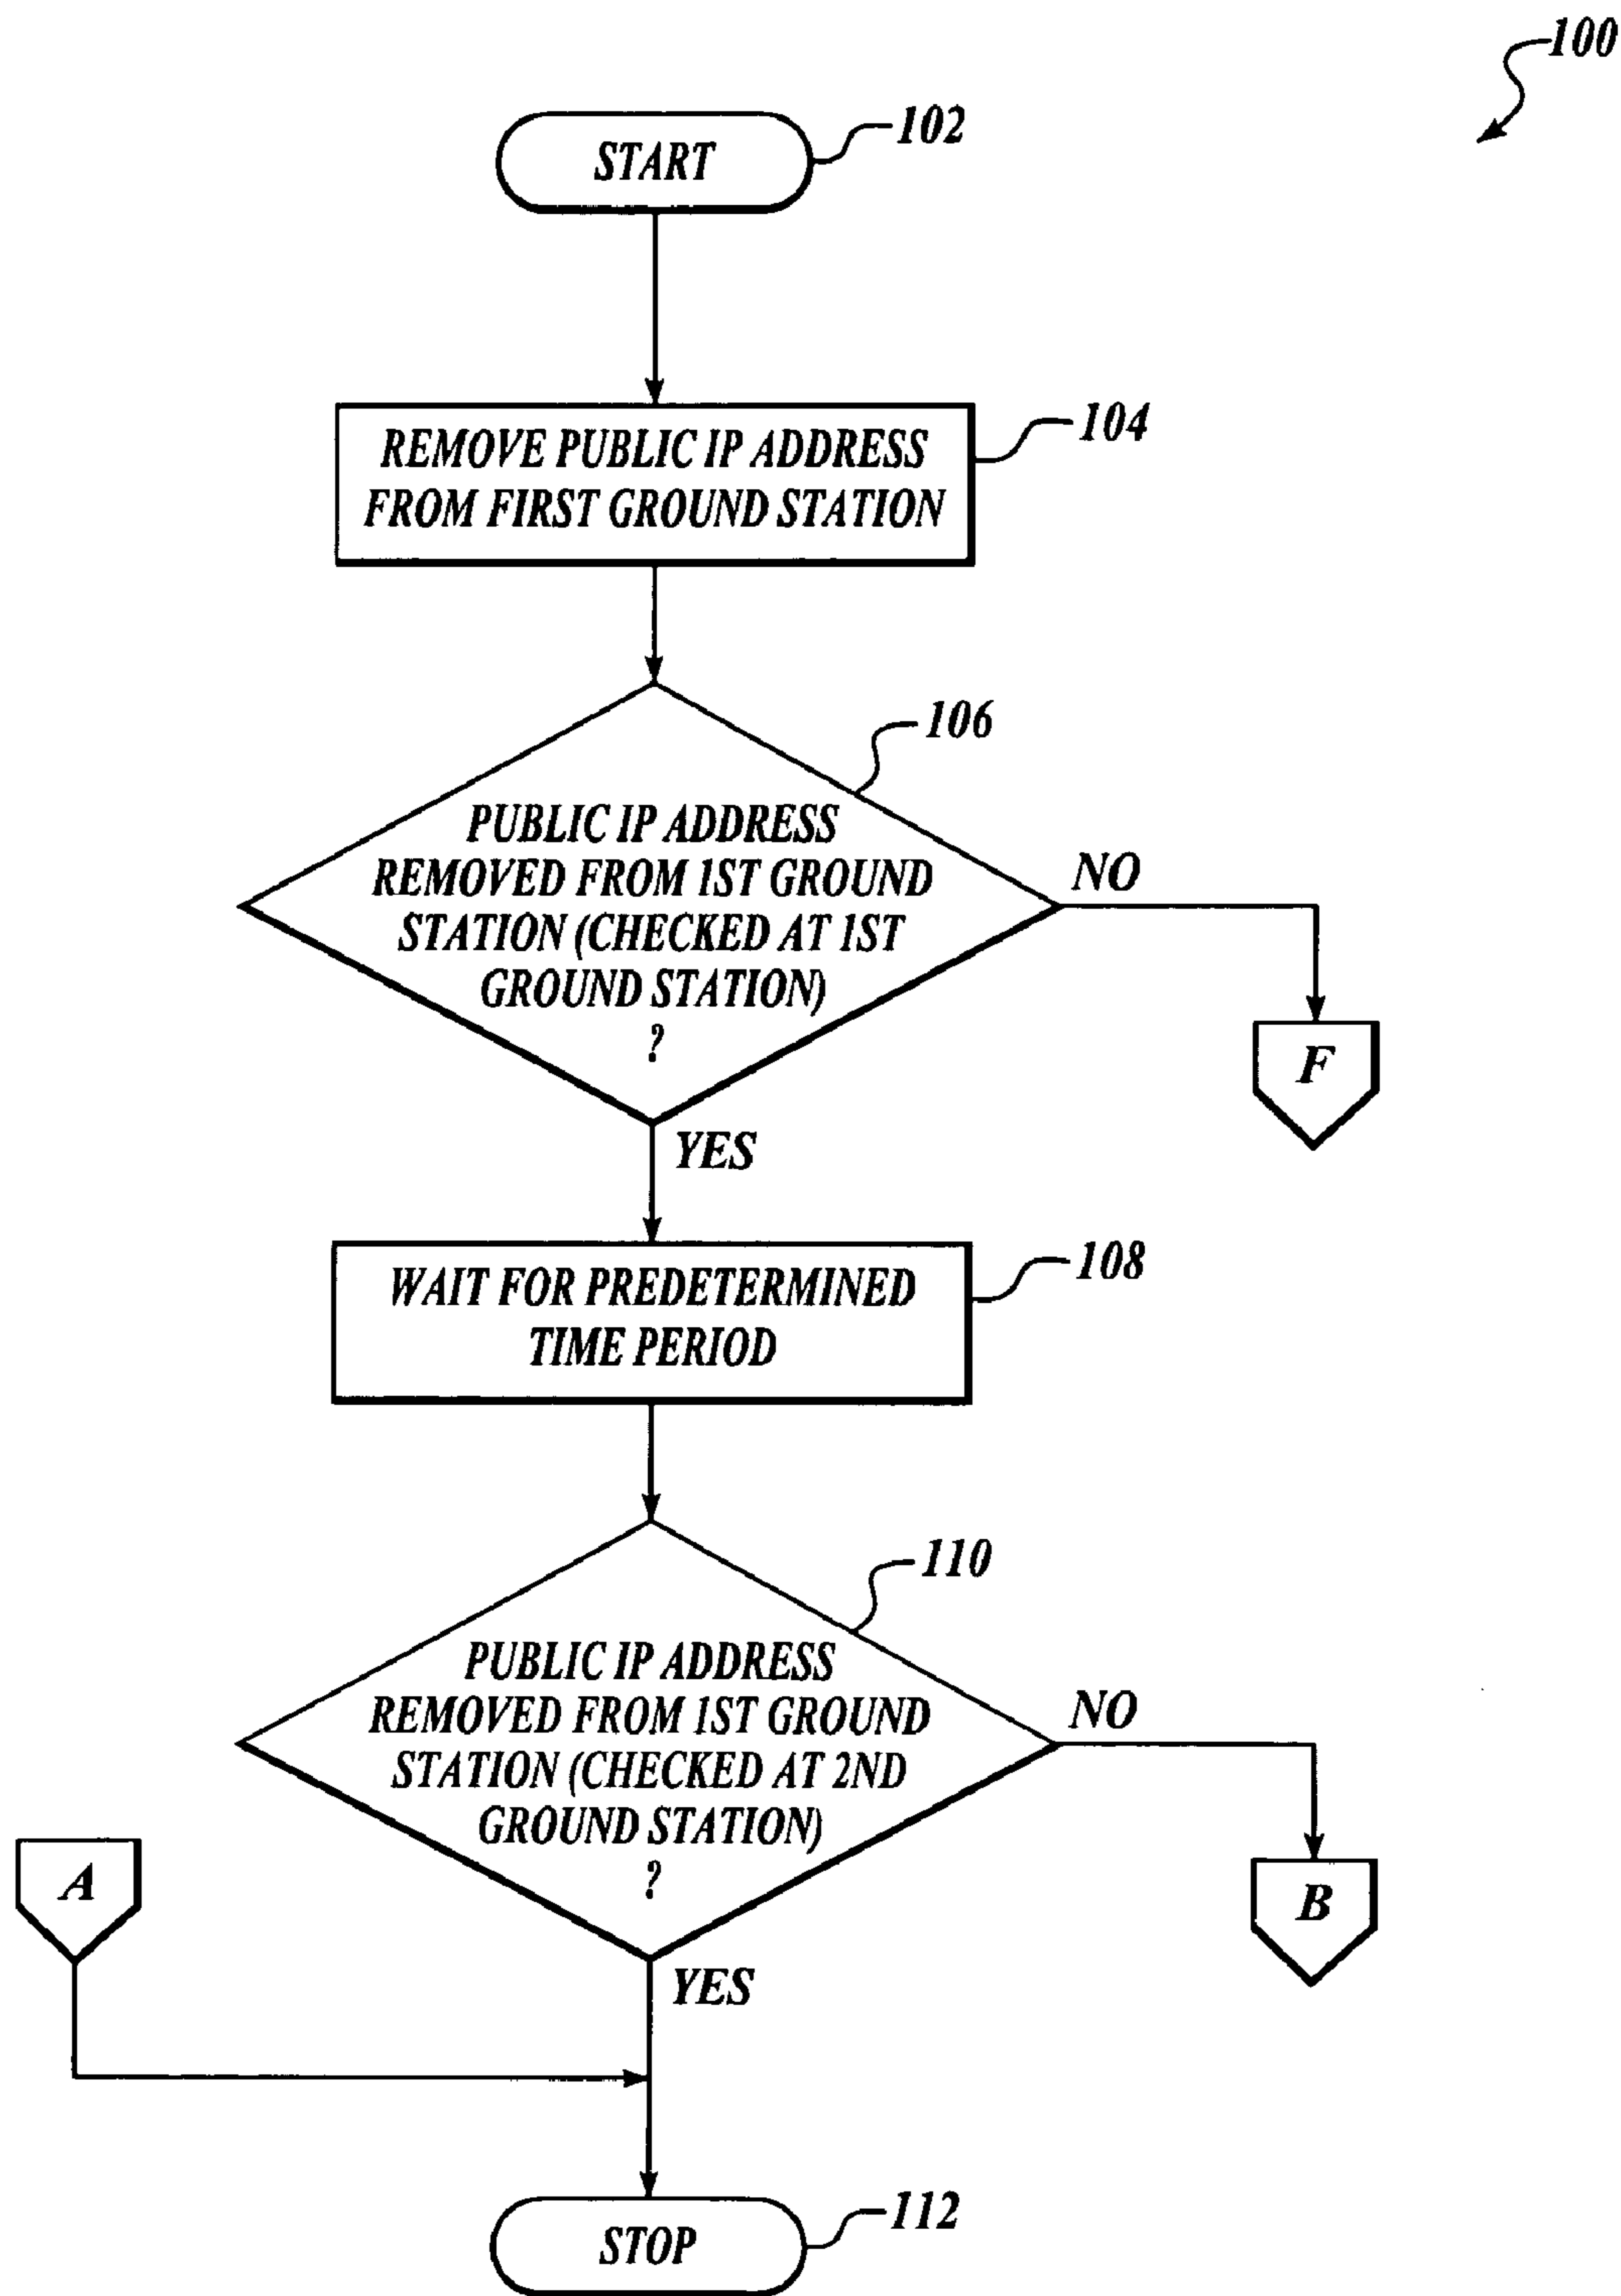 100
START
102
REMOVE PUBLIC IP ADDRESS
FROM FIRST GROUND STATION
104
106
PUBLIC IP ADDRESS
REMOVED FROM 1ST GROUND
STATION (CHECKED AT 1ST
GROUND STATION)
?
NO
F
YES
WAIT FOR PREDETERMINED
TIME PERIOD
108
110
PUBLIC IP ADDRESS
REMOVED FROM 1ST GROUND
STATION (CHECKED AT 2ND
GROUND STATION)
?
NO
B
A
YES
STOP
112